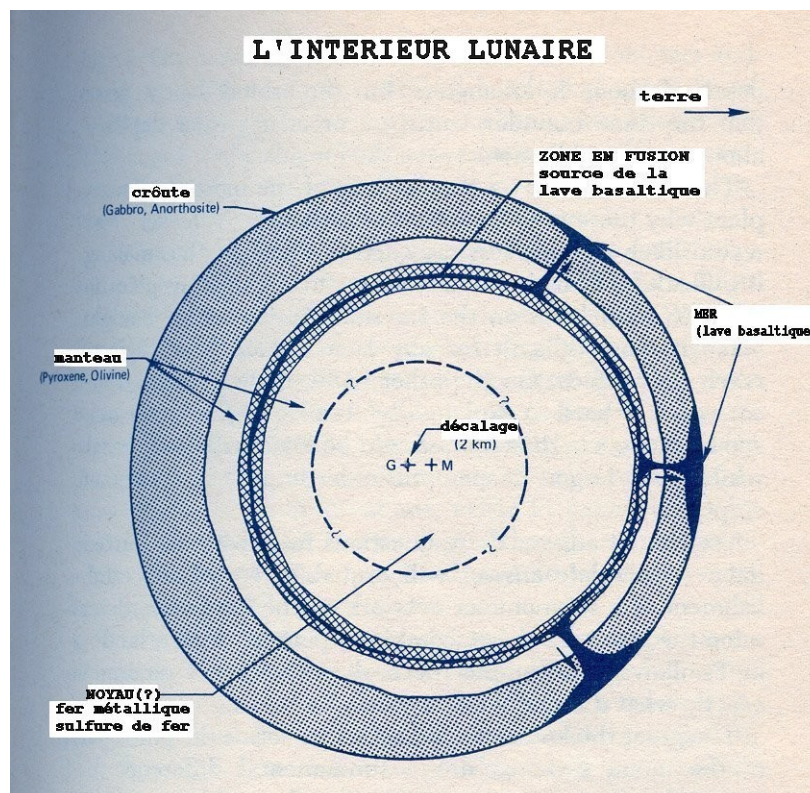 L'INTERIEUR LUNAIRE
terre
ZONE EN FUSION
source de la
lave basaltique
crôute
(Gabbro, Anorthosite)
MER
(lave basaltique
manteau
(Pyroxene, Olivine)
décalage
(2 km)
G + + M
NOYAU(?)
fer métallique
sulfure de fer